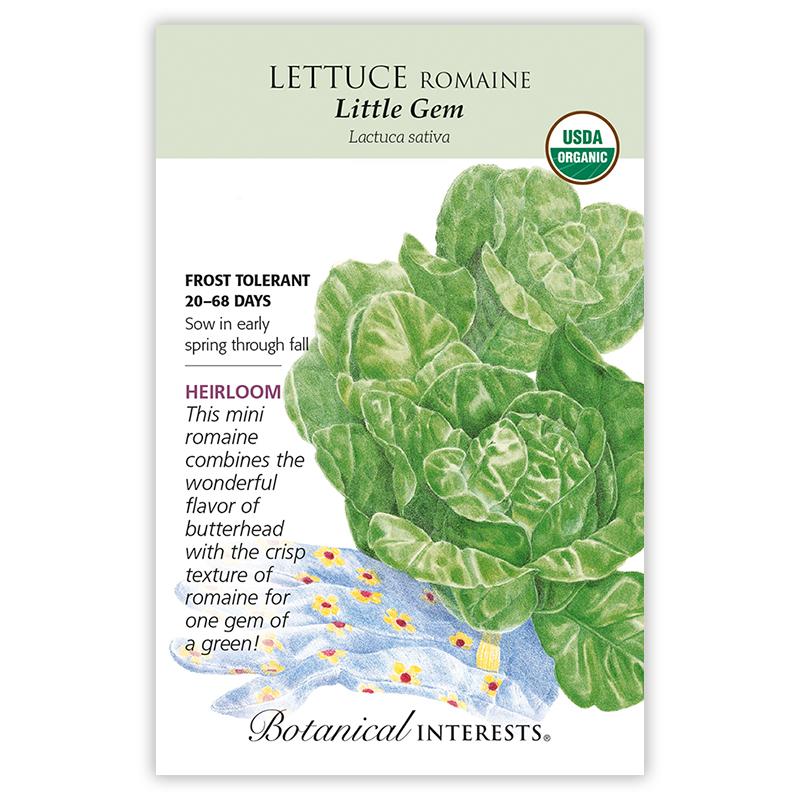 LETTUCE ROMAINE
Little Gem
Lactuca sativa
USDA
ORGANIC
FROST TOLERANT
20–68 DAYS
Sow in early
spring through fall
HEIRLOOM
This mini
romaine
combines the
wonderful
flavor of
butterhead
with the crisp
texture of
romaine for
one gem of
a green!
Botanical INTERESTS®